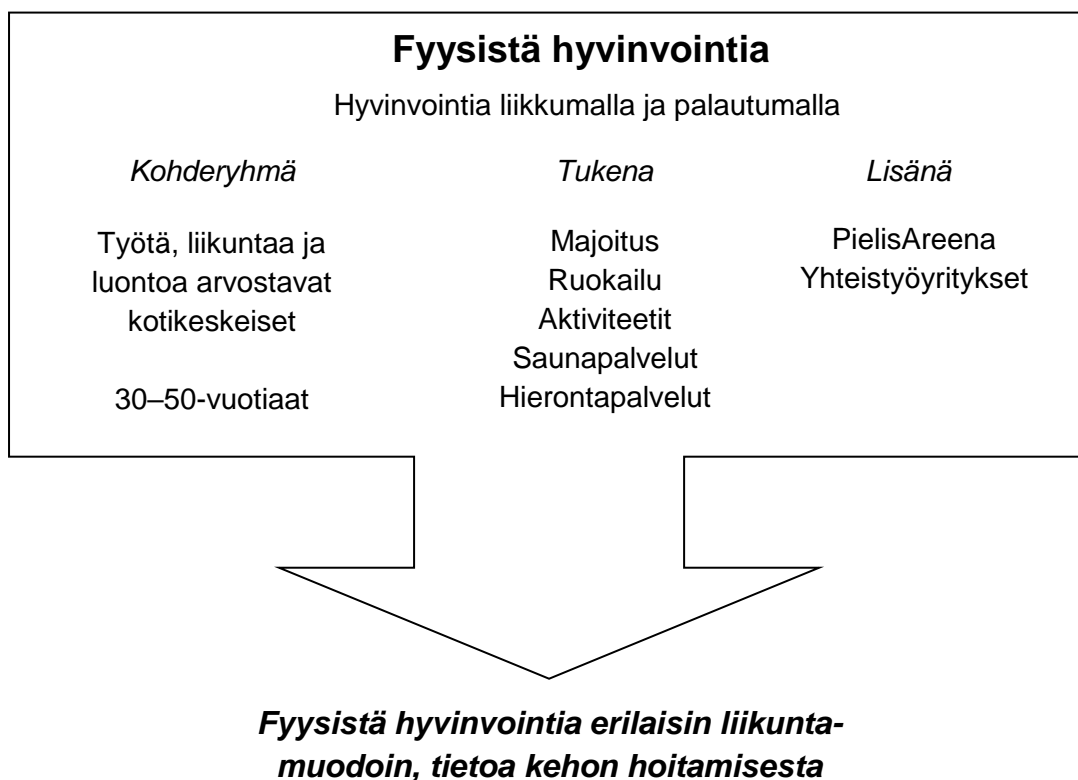 Fyysistä hyvinvointia
Hyvinvointia liikkumalla ja palautumalla
Kohderyhmä
Työtä, liikuntaa ja
luontoa arvostavat
kotikeskeiset
30–50-vuotiaat
Tukena
Majoitus
Ruokailu
Aktiviteetit
Saunapalvelut
Hierontapalvelut
Lisänä
PielisAreena
Yhteistyöyritykset
Fyysistä hyvinvointia erilaisin liikunta-
muodoin, tietoa kehon hoitamisesta